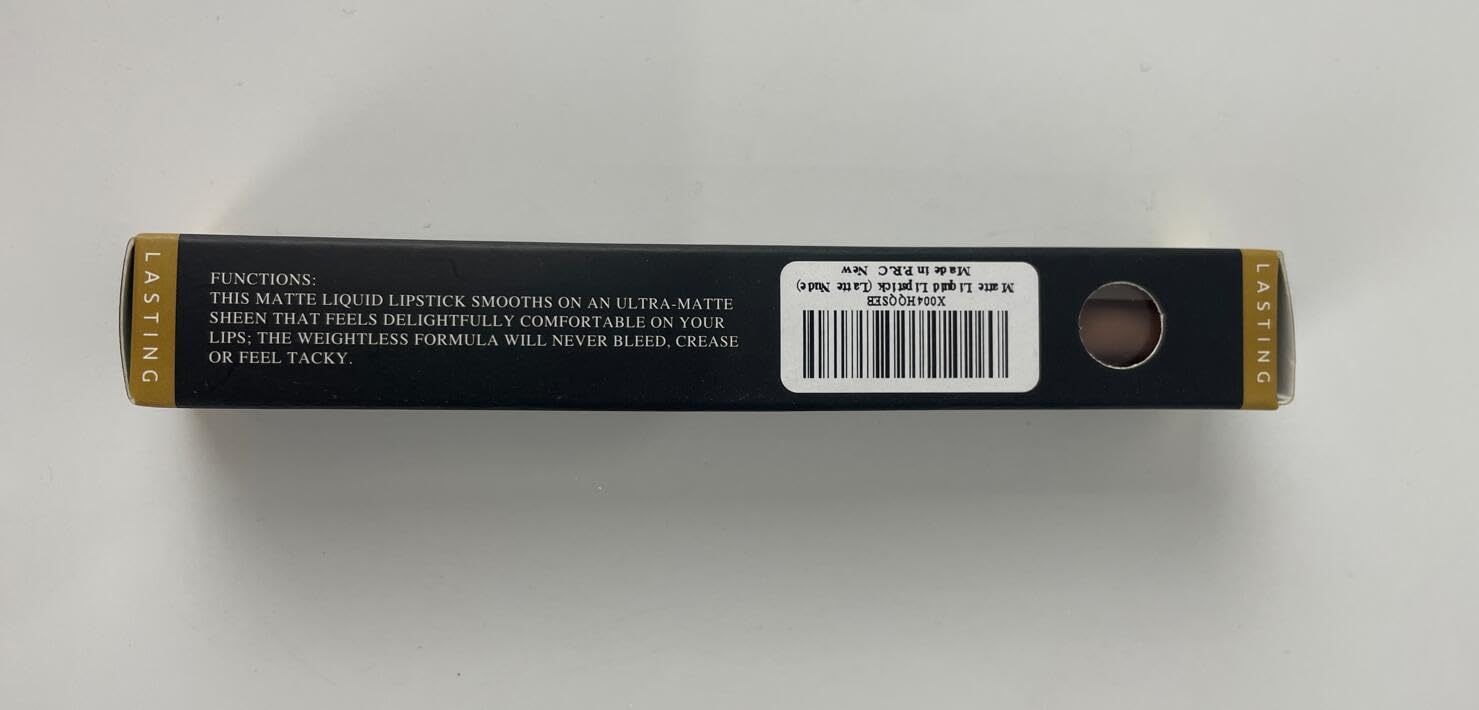 LASTING
FUNCTIONS:
THIS MATTE LIQUID LIPSTICK SMOOTHS ON AN ULTRA-MATTE
SHEEN THAT FEELS DELIGHTFULLY COMFORTABLE ON YOUR
LIPS; THE WEIGHTLESS FORMULA WILL NEVER BLEED, CREASE
OR FEEL TACKY.
X004HQQSEB
Matte Liquid Lipstick (Latte Nude)
Made in P.R.C New
LASTING